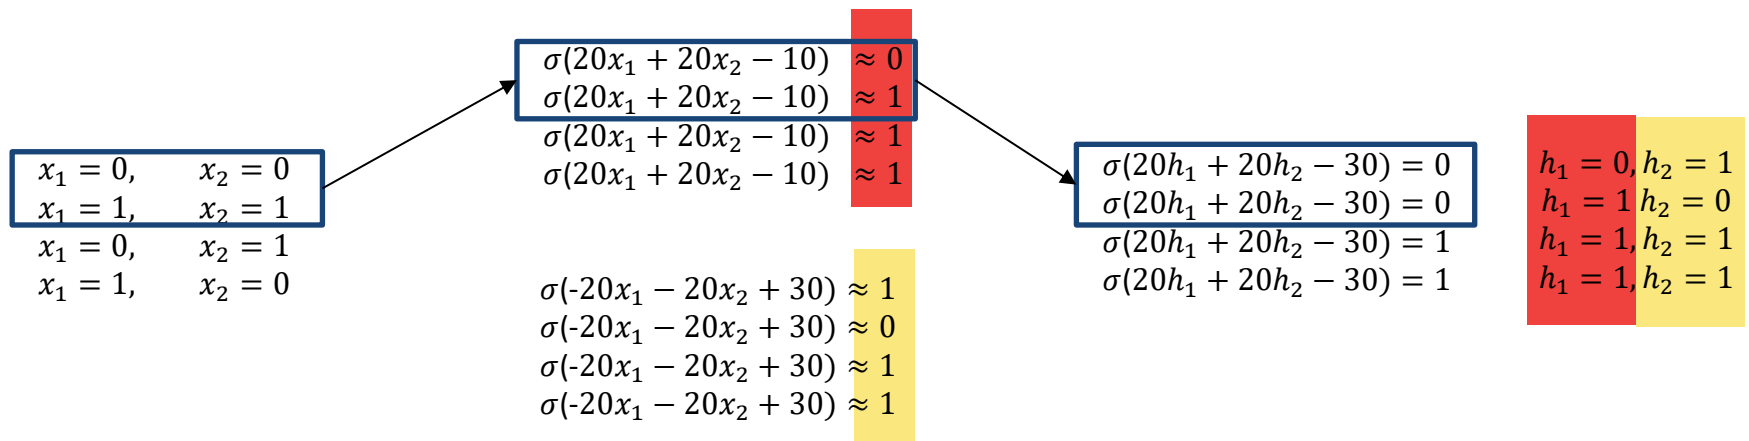 x₁ = 0, x₂ = 0
x₁ = 1, x₂ = 1
x₁ = 0, x₂ = 1
x₁ = 1, x₂ = 0
σ(20x₁ + 20x₂ − 10) ≈ 0
σ(20x₁ + 20x₂ − 10) ≈ 1
σ(20x₁ + 20x₂ − 10) ≈ 1
σ(20x₁ + 20x₂ − 10) ≈ 1
σ(-20x₁ − 20x₂ + 30) ≈ 1
σ(-20x₁ − 20x₂ + 30) ≈ 0
σ(-20x₁ − 20x₂ + 30) ≈ 1
σ(-20x₁ − 20x₂ + 30) ≈ 1
σ(20h₁ + 20h₂ − 30) = 0
σ(20h₁ + 20h₂ − 30) = 0
σ(20h₁ + 20h₂ − 30) = 1
σ(20h₁ + 20h₂ − 30) = 1
h₁ = 0, h₂ = 1
h₁ = 1 h₂ = 0
h₁ = 1, h₂ = 1
h₁ = 1, h₂ = 1